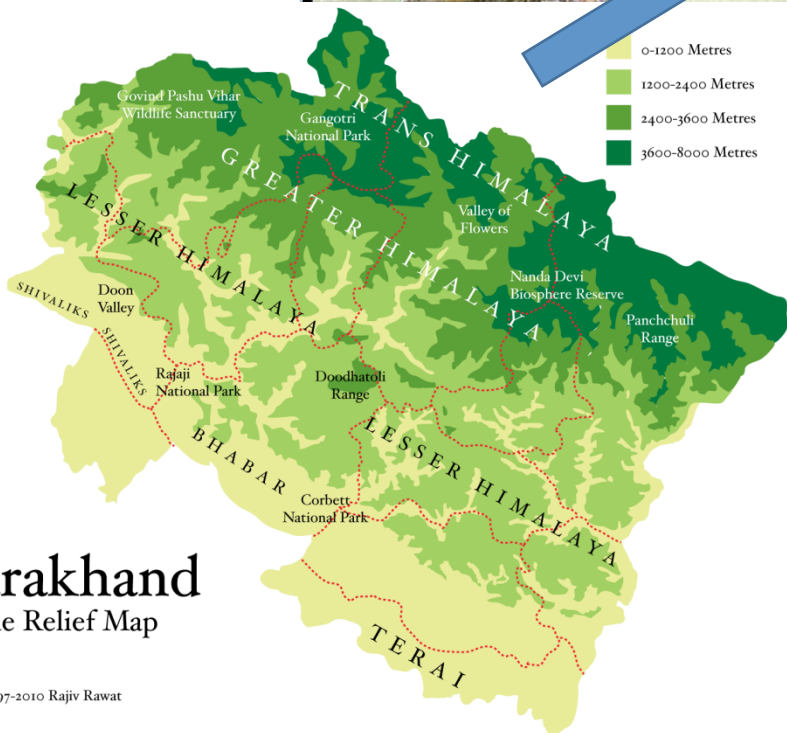 0-1200 Metres
1200-2400 Metres
2400-3600 Metres
3600-8000 Metres
TRANS HIMALAYA
Govind Pashu Vihar
Wildlife Sanctuary
Gangotri
National Park
GREATER HIMALAYA
Valley of
Flowers
LESSER HIMALAYA
Nanda Devi
Biosphere Reserve
Doon
Valley
SHIVALIKS
Panchchuli
Range
SHIVALIKS
Rajaji
National Park
Doodhatoli
Range
BHABAR
LESSER HIMALAYA
Corbett
National Park
rakhand
e Relief Map
TERAI
97-2010 Rajiv Rawat